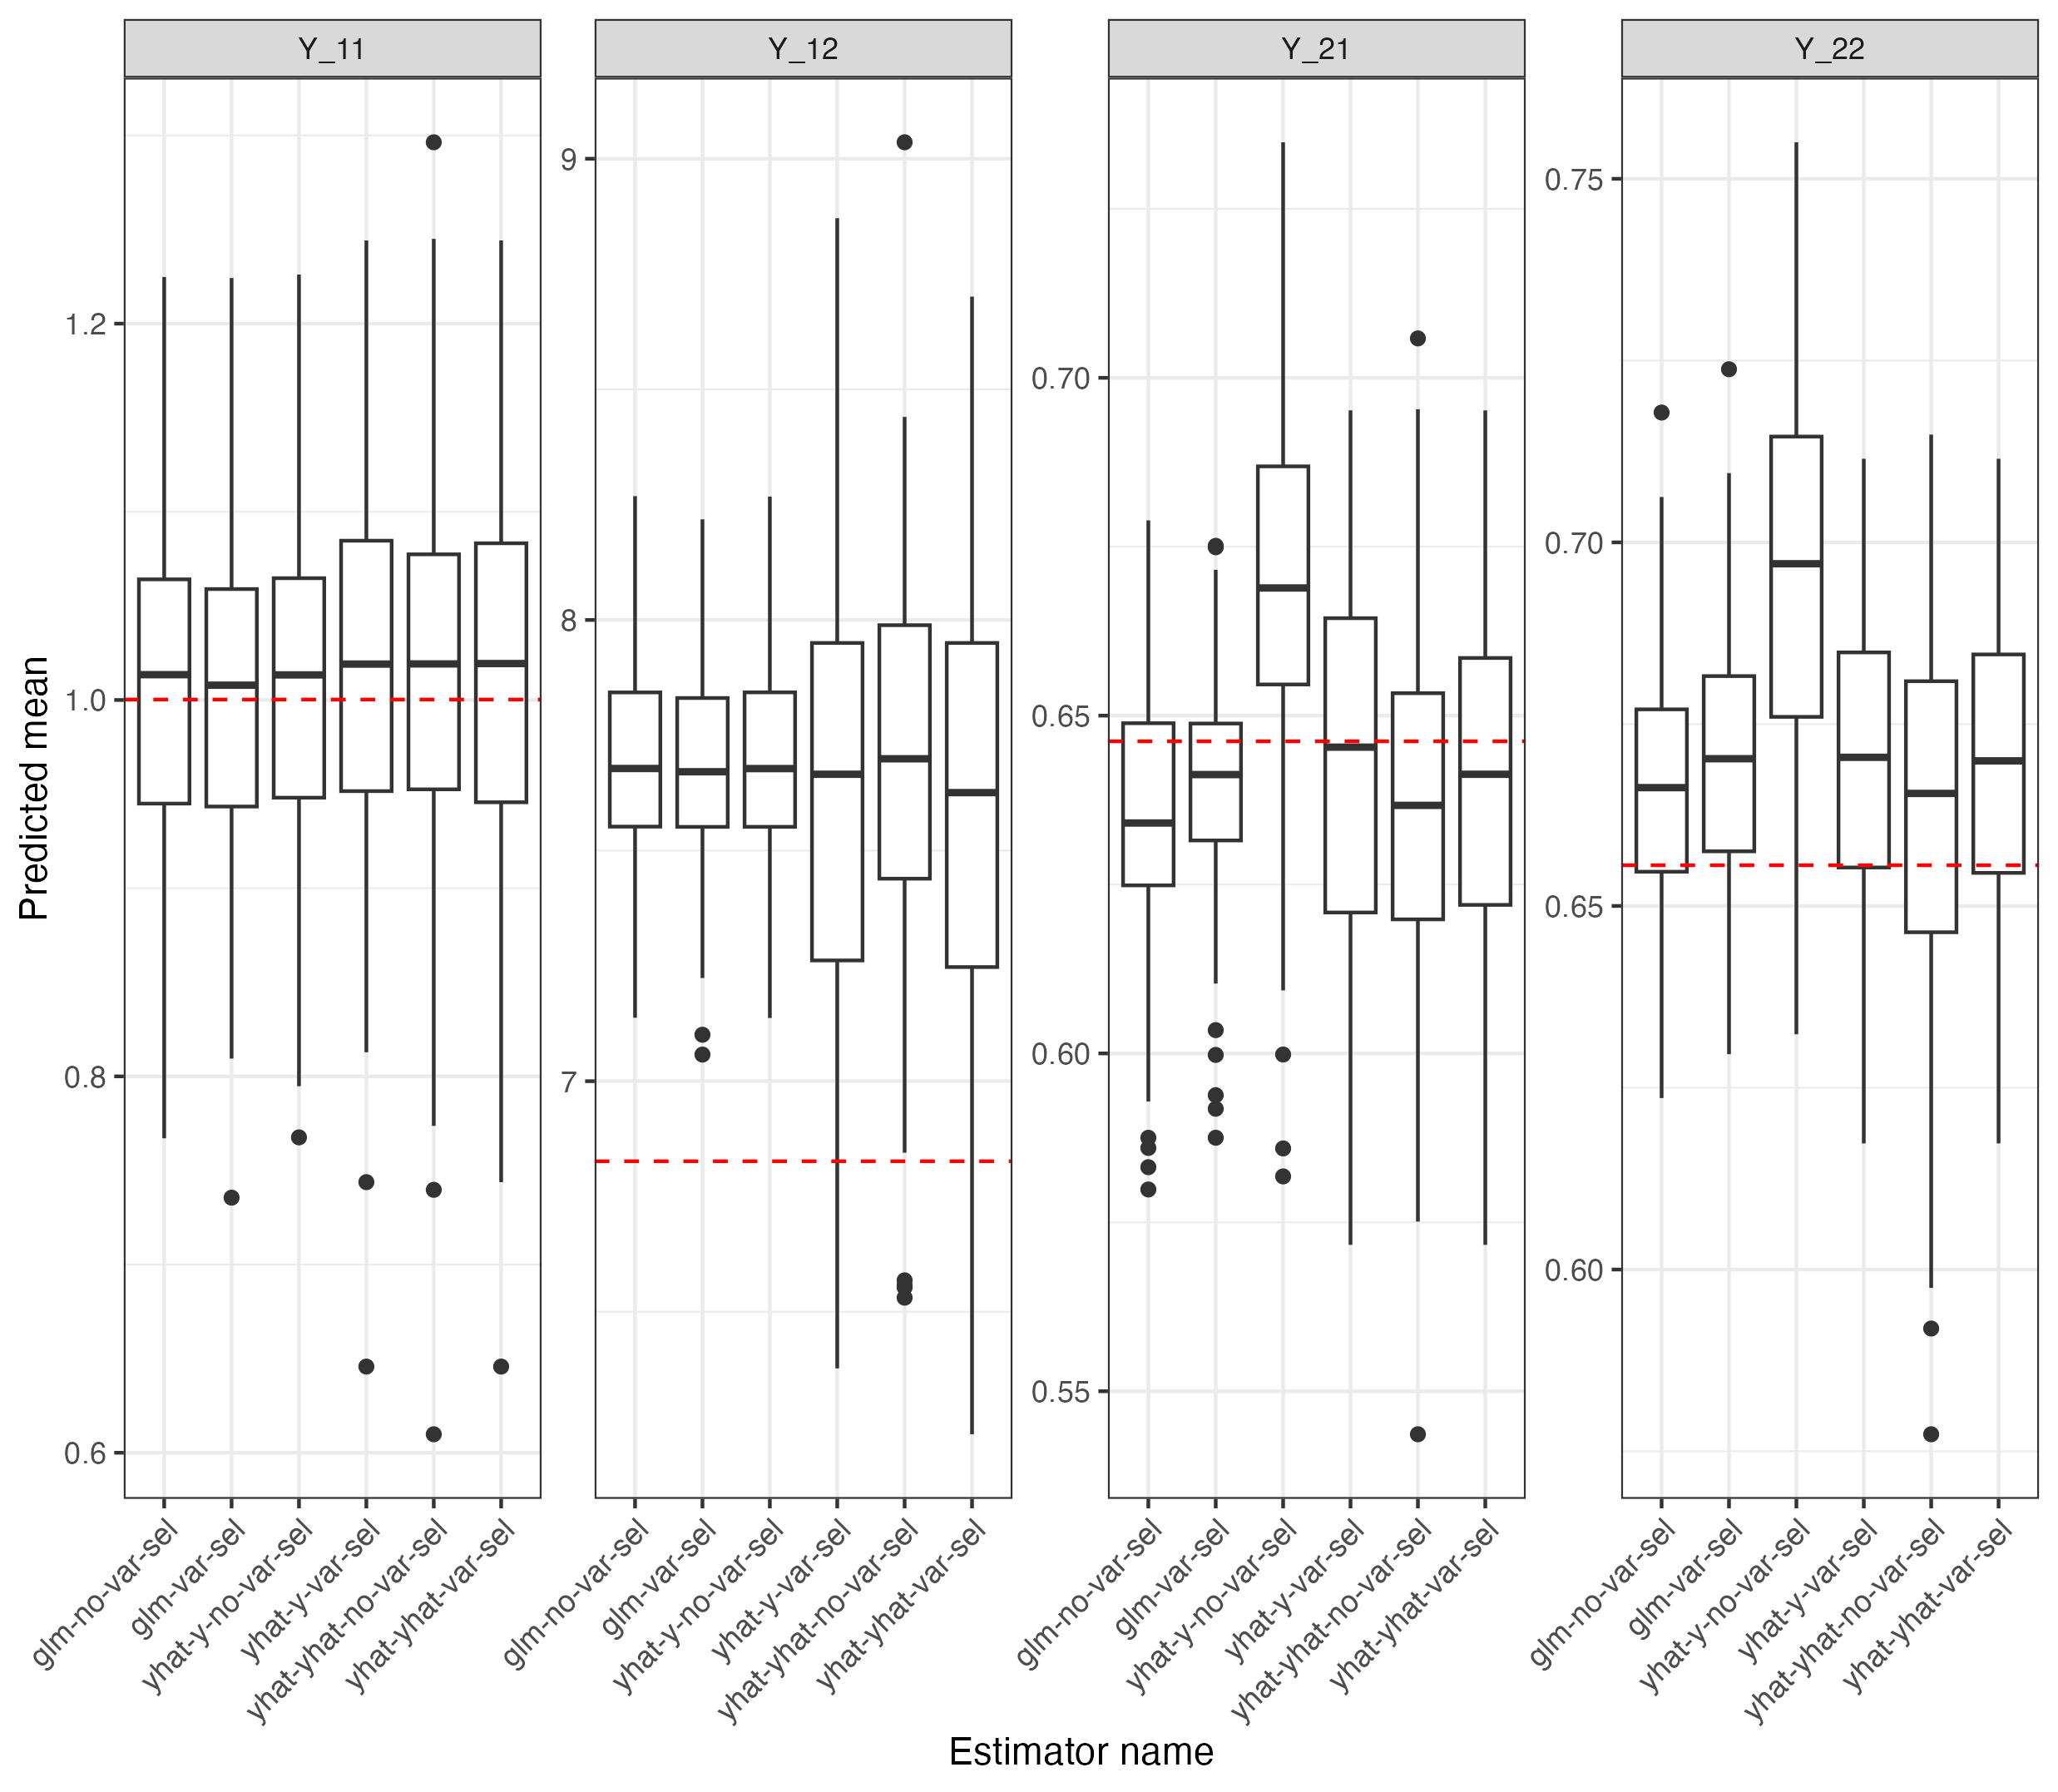 Y_11
Y_12
Y_21
Y_22
Predicted mean
1.2
1.0
0.8
0.6
9
8
7
0.70
0.65
0.60
0.55
0.75
0.70
0.65
0.60
glm-no-var-sel
glm-var-sel
yhat-y-no-var-sel
yhat-y-var-sel
yhat-yhat-no-var-sel
yhat-yhat-var-sel
glm-no-var-sel
glm-var-sel
yhat-y-no-var-sel
yhat-y-var-sel
yhat-yhat-no-var-sel
yhat-yhat-var-sel
glm-no-var-sel
glm-var-sel
yhat-y-no-var-sel
yhat-y-var-sel
yhat-yhat-no-var-sel
yhat-yhat-var-sel
glm-no-var-sel
glm-var-sel
yhat-y-no-var-sel
yhat-y-var-sel
yhat-yhat-no-var-sel
yhat-yhat-var-sel
Estimator name